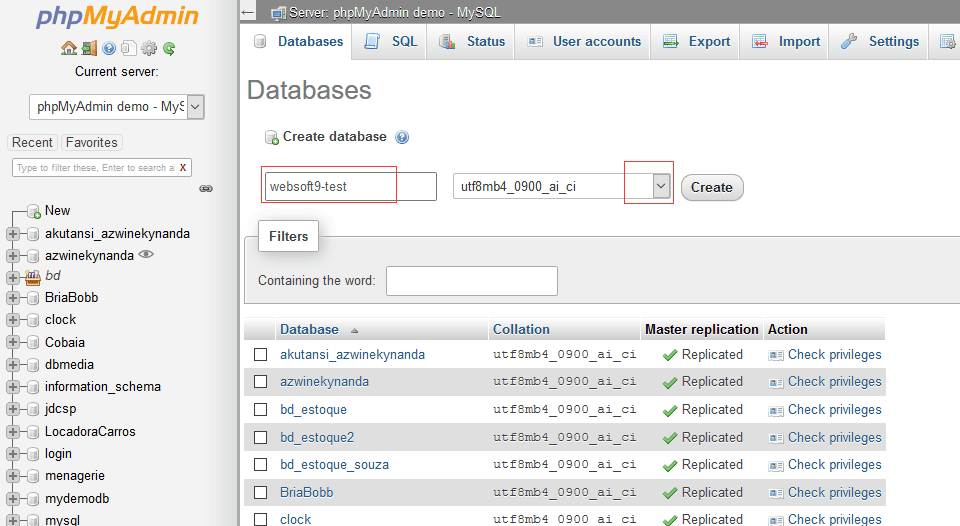 phpMyAdmin
Current server:
phpMyAdmin demo - MyS
Recent Favorites
Type to filter these, Enter to search a X
New
akutansi_azwinekynanda
azwinekynanda
bd
BriaBobb
clock
Cobaia
dbmedia
information_schema
jdcsp
LocadoraCarros
login
menagerie
mydemodb
mysql
Server: phpMyAdmin demo - MySQL
Databases SQL Status User accounts Export Import Settings
Databases
Create database
websoft9-test utf8mb4_0900_ai_ci Create
Filters
Containing the word:
Database Collation Master replication Action
akutansi_azwinekynanda utf8mb4_0900_ai_ci Replicated Check privileges
azwinekynanda utf8mb4_0900_ai_ci Replicated Check privileges
bd_estoque utf8mb4_0900_ai_ci Replicated Check privileges
bd_estoque2 utf8mb4_0900_ai_ci Replicated Check privileges
bd_estoque_souza utf8mb4_0900_ai_ci Replicated Check privileges
BriaBobb utf8mb4_0900_ai_ci Replicated Check privileges
clock utf8mb4_0900_ai_ci Replicated Check privileges